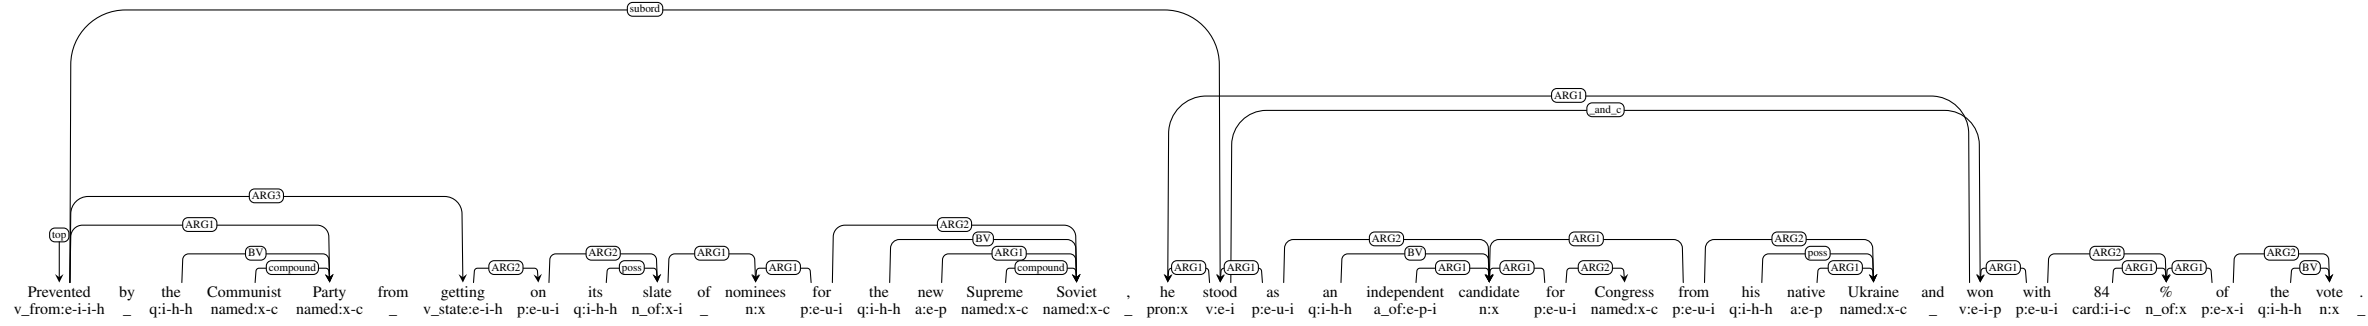 subord
ARG1
_and_c
ARG3
ARG1 ARG2
top BV ARG2 BV ARG2 ARG1 ARG2
BV ARG2 ARG1 ARG1 BV poss ARG2 ARG2
compound ARG2 poss ARG1 compound ARG1 ARG1 ARG1 ARG1 ARG2 ARG1 ARG1 ARG1 ARG1 BV
Prevented by the Communist Party from getting on its slate of nominees for the new Supreme Soviet , he stood as an independent candidate for Congress from his native Ukraine and won with 84 % of the vote .
v_from:e-i-i-h _ q:i-h-h named:x-c named:x-c _ v_state:e-i-h p:e-u-i q:i-h-h n_of:x-i _ n:x p:e-u-i q:i-h-h a:e-p named:x-c named:x-c _ pron:x v:e-i p:e-u-i q:i-h-h a_of:e-p-i n:x p:e-u-i named:x-c p:e-u-i q:i-h-h a:e-p named:x-c _ v:e-i-p p:e-u-i card:i-i-c n_of:x p:e-x-i q:i-h-h n:x _